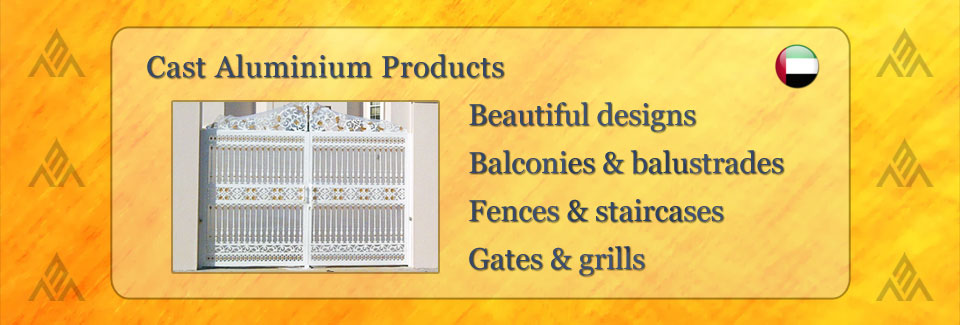 Cast Aluminium Products
Beautiful designs
Balconies & balustrades
Fences & staircases
Gates & grills